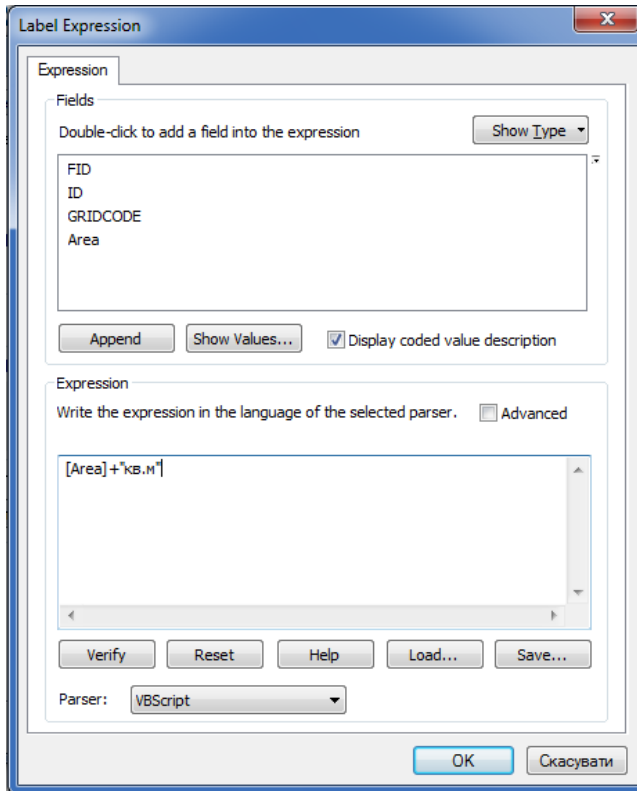 Label Expression
Expression
Fields
Double-click to add a field into the expression
Show Type
FID
ID
GRIDCODE
Area
Append
Show Values...
Display coded value description
Expression
Write the expression in the language of the selected parser.
Advanced
[Area]+"кв.м"
Verify
Reset
Help
Load...
Save...
Parser:
VBScript
OK
Скасувати